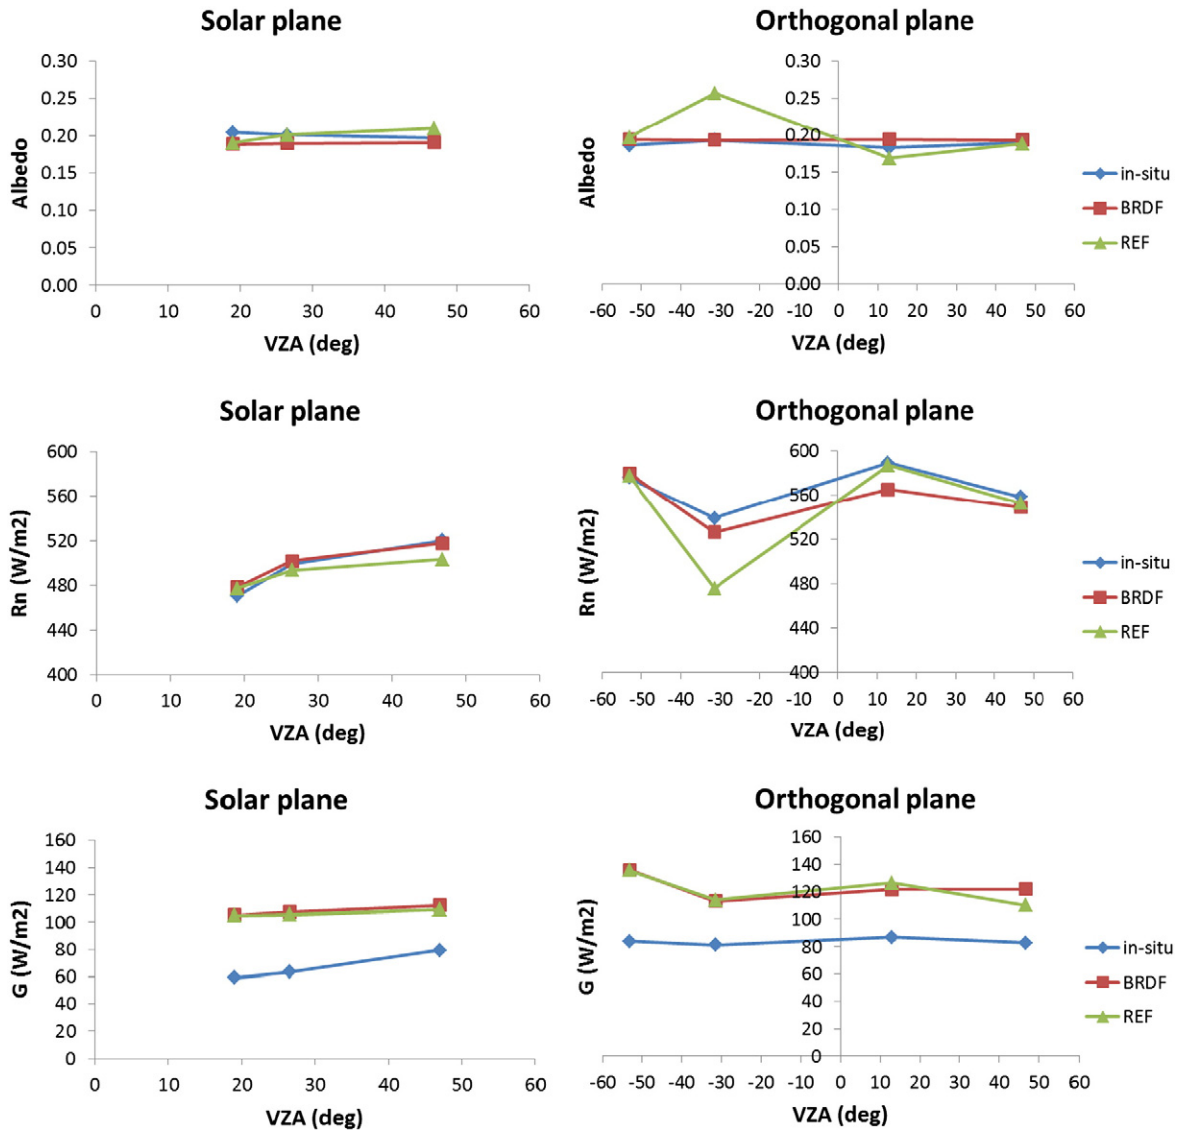 Solar plane
Orthogonal plane
0.30
0.25
0.20
0.15
0.10
0.05
0.00
Albedo
0 10 20 30 40 50 60
VZA (deg)
0.30
0.25
0.20
0.15
0.10
0.05
0.00
Albedo
-60 -50 -40 -30 -20 -10 0 10 20 30 40 50 60
VZA (deg)
in-situ
BRDF
REF
Solar plane
Orthogonal plane
600
560
520
480
440
400
Rn (W/m2)
0 10 20 30 40 50 60
VZA (deg)
600
560
520
480
440
400
Rn (W/m2)
-60 -50 -40 -30 -20 -10 0 10 20 30 40 50 60
VZA (deg)
in-situ
BRDF
REF
Solar plane
Orthogonal plane
160
140
120
100
80
60
40
20
0
G (W/m2)
0 10 20 30 40 50 60
VZA (deg)
160
140
120
100
80
60
40
20
0
G (W/m2)
-60 -50 -40 -30 -20 -10 0 10 20 30 40 50 60
VZA (deg)
in-situ
BRDF
REF